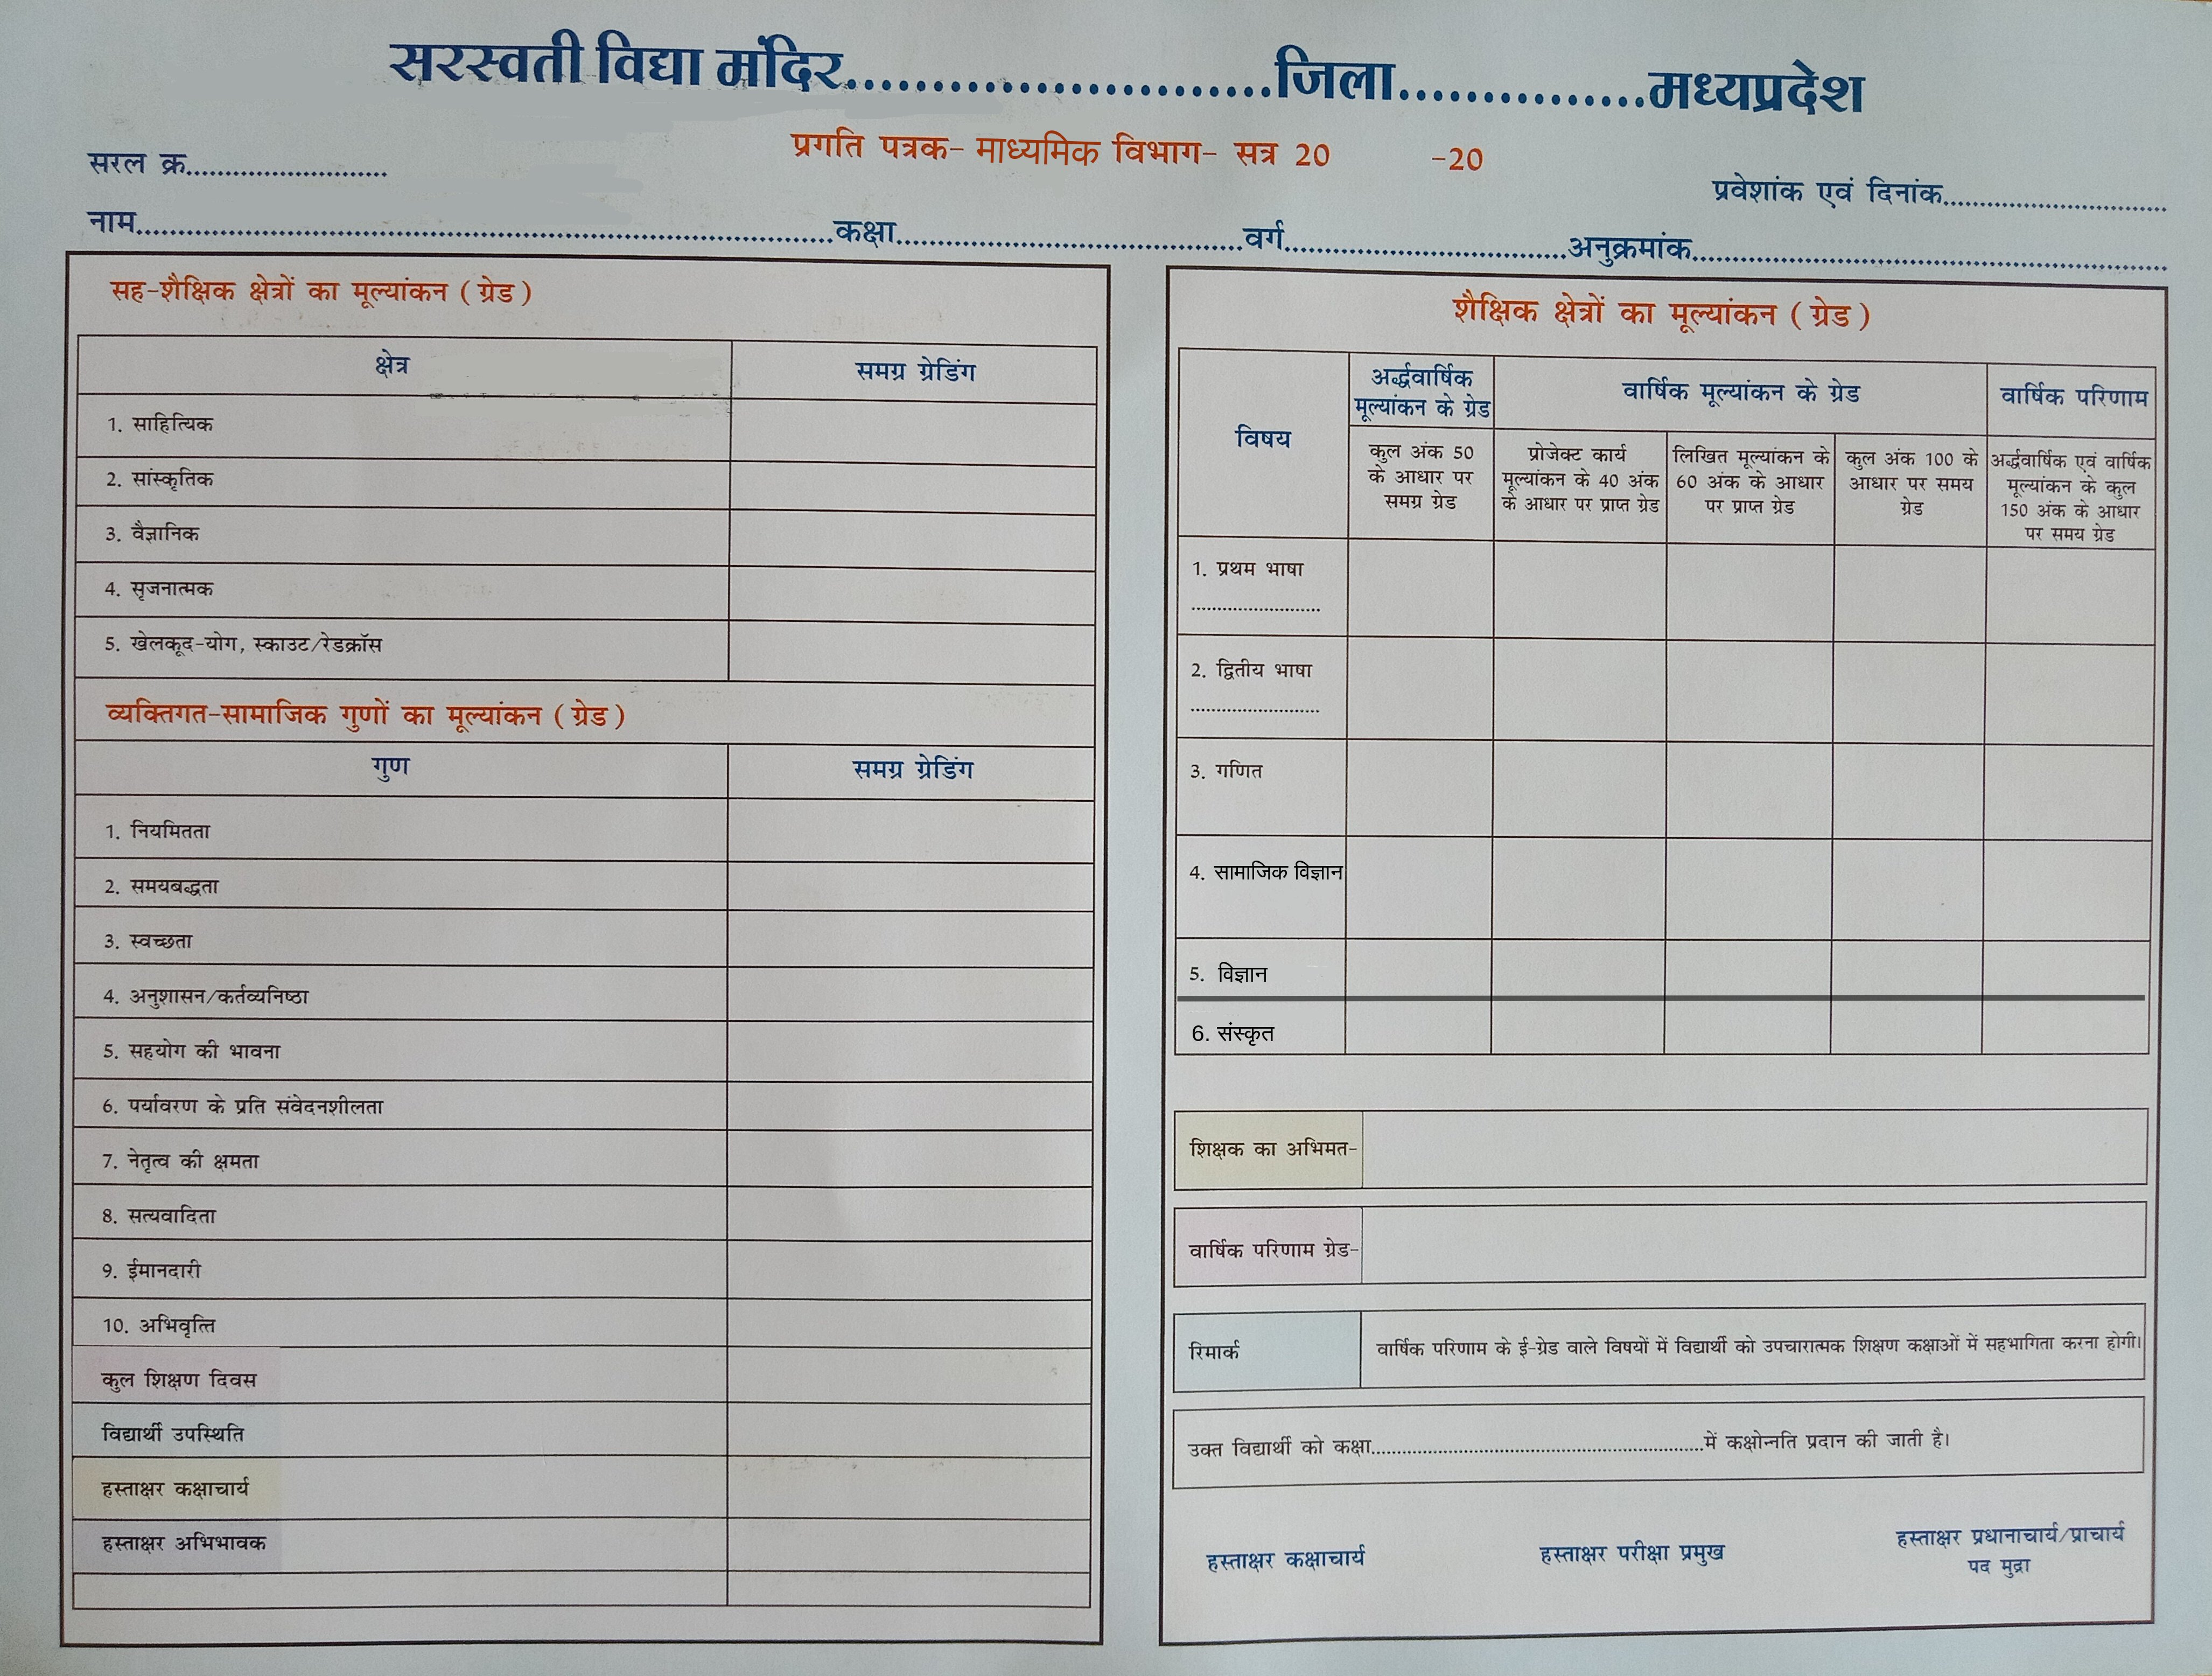 सरस्वती विद्या मंदिर.........................जिला...............मध्यप्रदेश
प्रगति पत्रक- माध्यमिक विभाग- सत्र 20 -20
सरल क्र..........................
प्रवेशांक एवं दिनांक.............................
नाम..........................................................................................कक्षा.............................................वर्ग.....................................अनुक्रमांक..............................................................
सह-शैक्षिक क्षेत्रों का मूल्यांकन ( ग्रेड )
क्षेत्र समग्र ग्रेडिंग
1. साहित्यिक
2. सांस्कृतिक
3. वैज्ञानिक
4. सृजनात्मक
5. खेलकूद-योग, स्काउट/रेडक्रॉस
व्यक्तिगत-सामाजिक गुणों का मूल्यांकन ( ग्रेड )
गुण समग्र ग्रेडिंग
1. नियमितता
2. समयबद्धता
3. स्वच्छता
4. अनुशासन/कर्तव्यनिष्ठा
5. सहयोग की भावना
6. पर्यावरण के प्रति संवेदनशीलता
7. नेतृत्व की क्षमता
8. सत्यवादिता
9. ईमानदारी
10. अभिवृत्ति
कुल शिक्षण दिवस
विद्यार्थी उपस्थिति
हस्ताक्षर कक्षाचार्य
हस्ताक्षर अभिभावक
शैक्षिक क्षेत्रों का मूल्यांकन ( ग्रेड )
विषय
अर्द्धवार्षिक
मूल्यांकन के ग्रेड
वार्षिक मूल्यांकन के ग्रेड
वार्षिक परिणाम
कुल अंक 50
के आधार पर
समग्र ग्रेड
प्रोजेक्ट कार्य
मूल्यांकन के 40 अंक
के आधार पर प्राप्त ग्रेड
लिखित मूल्यांकन के
60 अंक के आधार
पर प्राप्त ग्रेड
कुल अंक 100 के
आधार पर समय
ग्रेड
अर्द्धवार्षिक एवं वार्षिक
मूल्यांकन के कुल
150 अंक के आधार
पर समय ग्रेड
1. प्रथम भाषा
..........................
2. द्वितीय भाषा
..........................
3. गणित
4. सामाजिक विज्ञान
5. विज्ञान
6. संस्कृत
शिक्षक का अभिमत-
वार्षिक परिणाम ग्रेड-
रिमार्क वार्षिक परिणाम के ई-ग्रेड वाले विषयों में विद्यार्थी को उपचारात्मक शिक्षण कक्षाओं में सहभागिता करना होगी।
उक्त विद्यार्थी को कक्षा..............................................................में कक्षोन्नति प्रदान की जाती है।
हस्ताक्षर कक्षाचार्य हस्ताक्षर परीक्षा प्रमुख हस्ताक्षर प्रधानाचार्य/प्राचार्य
पद मुद्रा